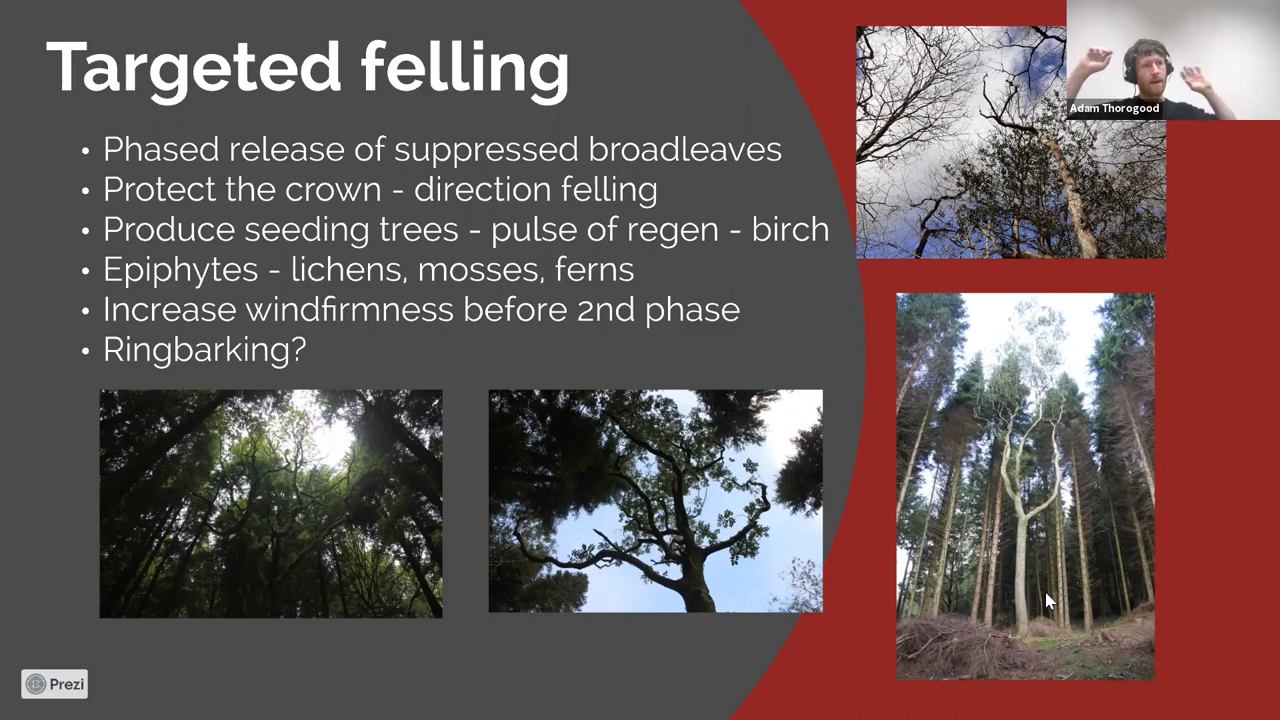 Targeted felling
• Phased release of suppressed broadleaves
• Protect the crown - direction felling
• Produce seeding trees - pulse of regen - birch
• Epiphytes - lichens, mosses, ferns
• Increase windfirmness before 2nd phase
• Ringbarking?
Adam Thorogood
Prezi